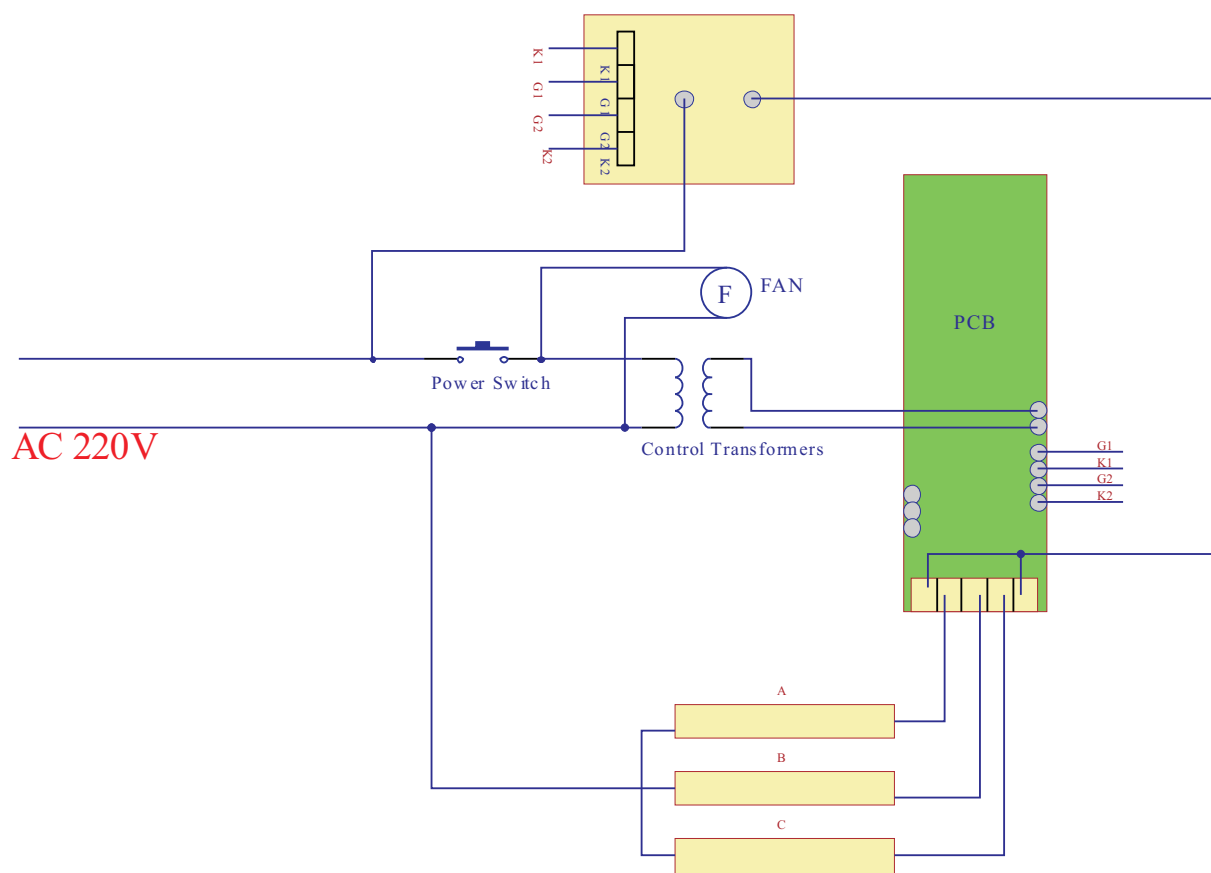 K1
K1
G1
G1
G2
G2
K2
K2
F
FAN
PCB
Power Switch
AC 220V
Control Transformers
G1
K1
G2
K2
A
B
C